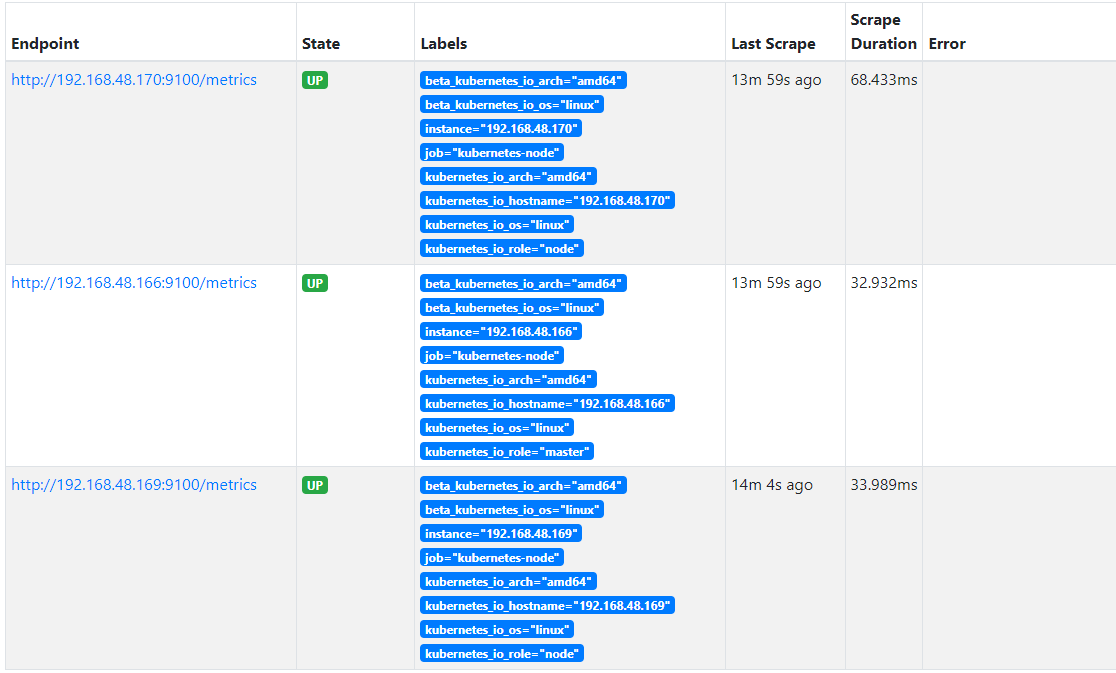 Endpoint State Labels Last Scrape Scrape Duration Error
http://192.168.48.170:9100/metrics UP beta_kubernetes_io_arch="amd64" 13m 59s ago 68.433ms
beta_kubernetes_io_os="linux"
instance="192.168.48.170"
job="kubernetes-node"
kubernetes_io_arch="amd64"
kubernetes_io_hostname="192.168.48.170"
kubernetes_io_os="linux"
kubernetes_io_role="node"
http://192.168.48.166:9100/metrics UP beta_kubernetes_io_arch="amd64" 13m 59s ago 32.932ms
beta_kubernetes_io_os="linux"
instance="192.168.48.166"
job="kubernetes-node"
kubernetes_io_arch="amd64"
kubernetes_io_hostname="192.168.48.166"
kubernetes_io_os="linux"
kubernetes_io_role="master"
http://192.168.48.169:9100/metrics UP beta_kubernetes_io_arch="amd64" 14m 4s ago 33.989ms
beta_kubernetes_io_os="linux"
instance="192.168.48.169"
job="kubernetes-node"
kubernetes_io_arch="amd64"
kubernetes_io_hostname="192.168.48.169"
kubernetes_io_os="linux"
kubernetes_io_role="node"